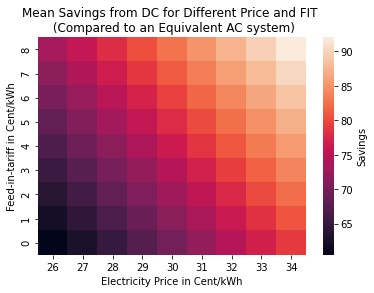 Mean Savings from DC for Different Price and FIT
(Compared to an Equivalent AC system)
Feed-in-tariff in Cent/kWh
8
7
6
5
4
3
2
1
0
26 27 28 29 30 31 32 33 34
Electricity Price in Cent/kWh
90
85
80
75
70
65
Savings